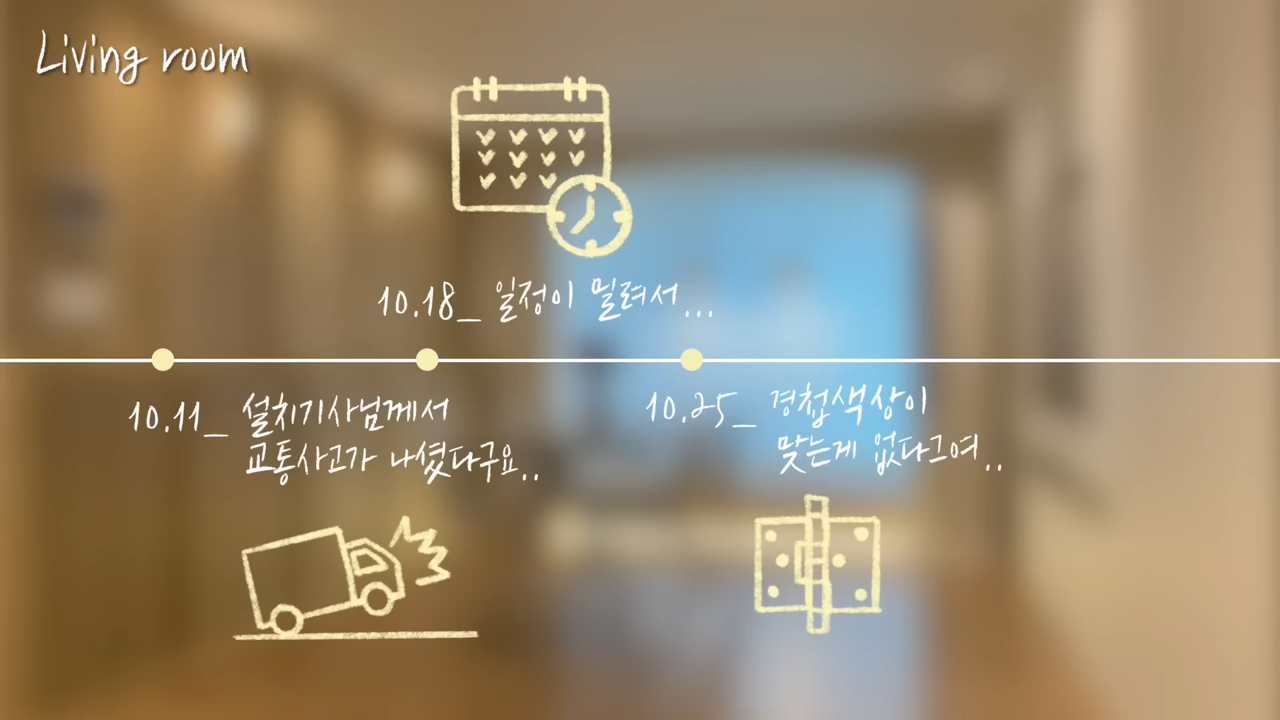 Living room
10.18_ 일정이 밀려서...
10.11_ 설치기사님께서
교통사고가 나셨다구요..
10.25_ 경첩색상이
맞는게 없다그여..